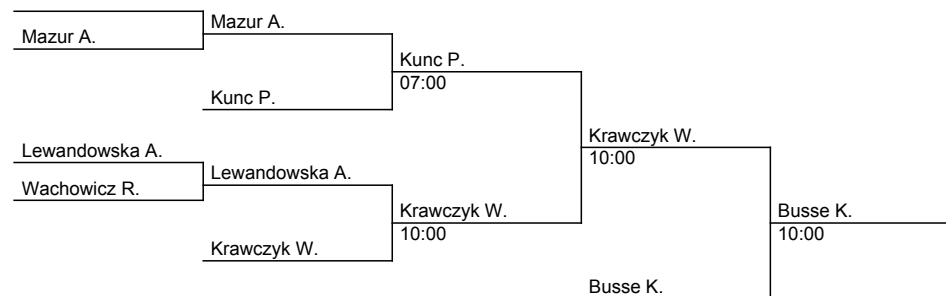 Mazur A.
Mazur A.
Kunc P.
07:00
Kunc P.
Lewandowska A.
Wachowicz R.
Lewandowska A.
Krawczyk W.
Krawczyk W.
10:00
Krawczyk W.
10:00
Busse K.
Busse K.
10:00